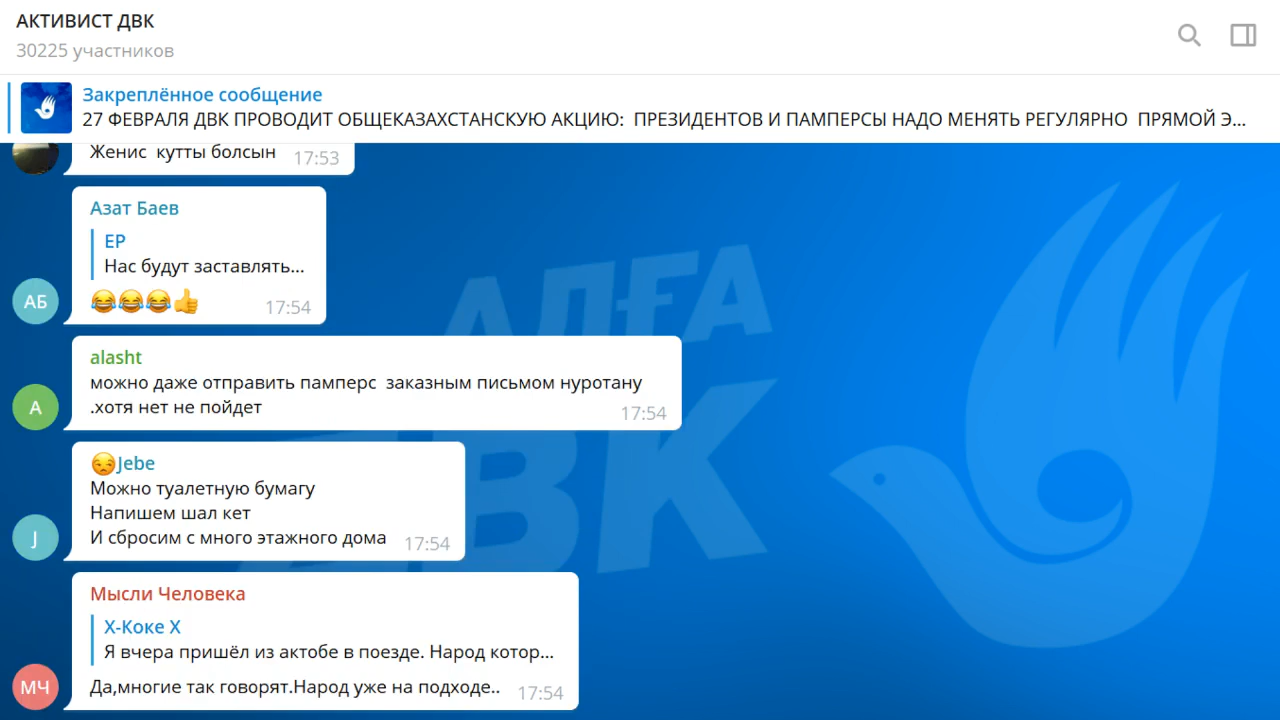 АКТИВИСТ ДВК
30225 участников
Закреплённое сообщение
27 ФЕВРАЛЯ ДВК ПРОВОДИТ ОБЩЕКАЗАХСТАНСКУЮ АКЦИЮ: ПРЕЗИДЕНТОВ И ПАМПЕРСЫ НАДО МЕНЯТЬ РЕГУЛЯРНО ПРЯМОЙ Э...
Женис кутты болсын 17:53
Азат Баев
EP
Нас будут заставлять...
😂😂😂👍 17:54
АБ
АЛҒА
ДВК
alasht
можно даже отправить памперс заказным письмом нуротану
.хотя нет не пойдет 17:54
A
😒Jebe
Можно туалетную бумагу
Напишем шал кет
И сбросим с много этажного дома 17:54
J
Мысли Человека
Х-Коке Х
Я вчера пришёл из актобе в поезде. Народ котор...
Да,многие так говорят.Народ уже на подходе.. 17:54
МЧ